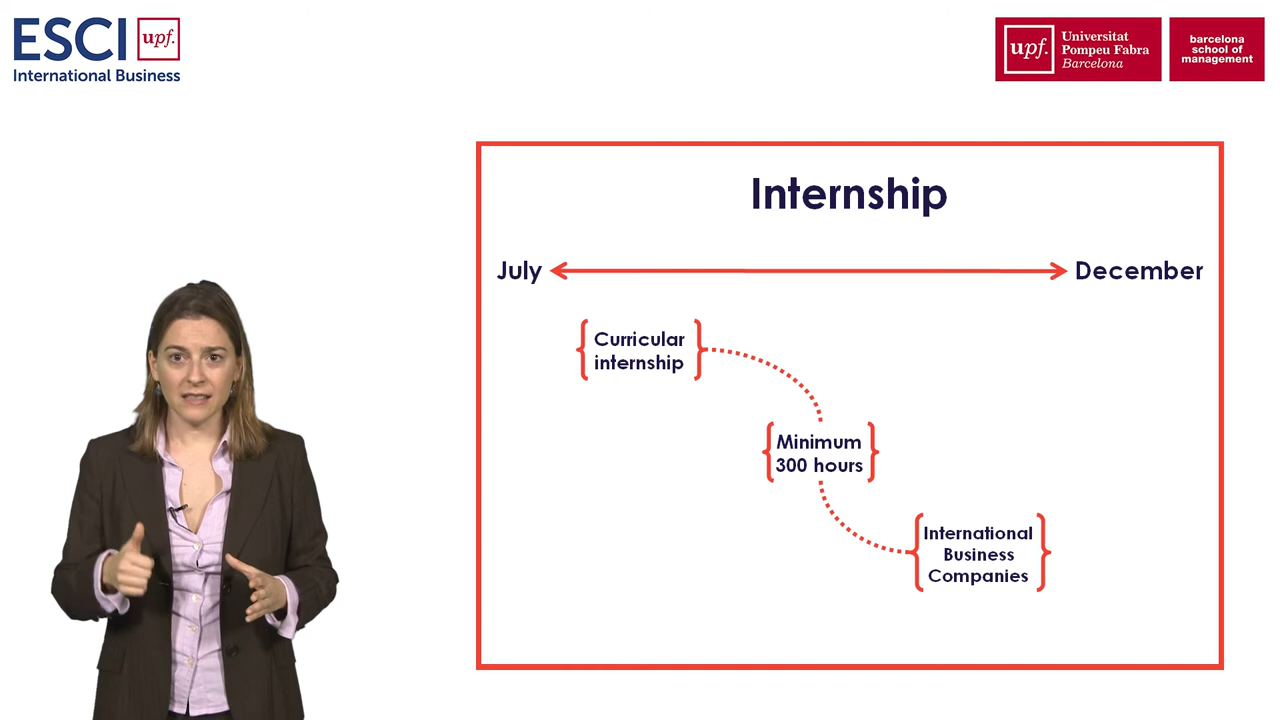 ESCI upf.
International Business
upf. Universitat
Pompeu Fabra
Barcelona
barcelona
school of
management
Internship
July December
Curricular
internship
Minimum
300 hours
International
Business
Companies